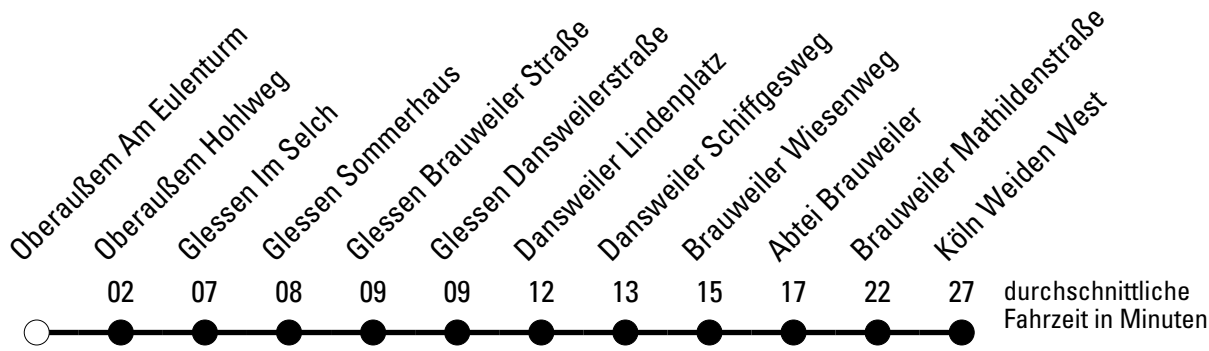 Oberaußem Am Eulenturm
Oberaußem Hohlweg
Glessen Im Selch
Glessen Sommerhaus
Glessen Brauweiler Straße
Glessen Dansweilerstraße
Dansweiler Lindenplatz
Dansweiler Schiffgesweg
Brauweiler Wiesenweg
Abtei Brauweiler
Brauweiler Mathildenstraße
Köln Weiden West
02 07 08 09 09 12 13 15 17 22 27
durchschnittliche
Fahrzeit in Minuten